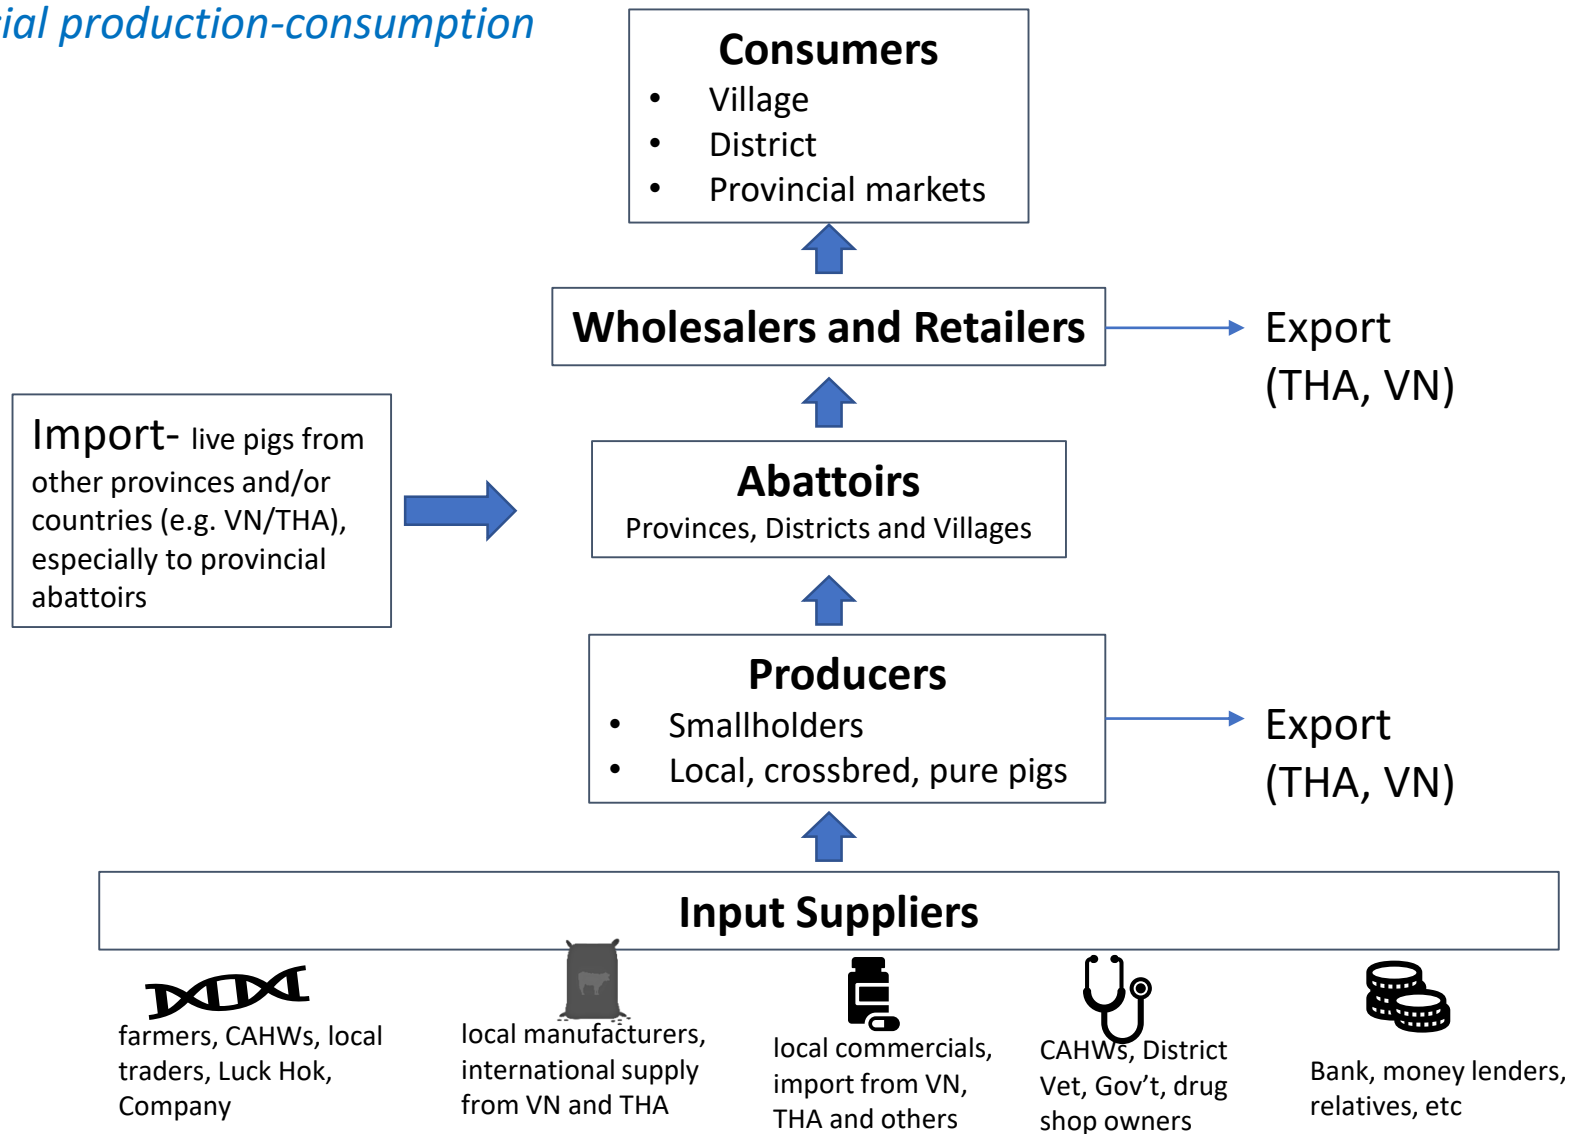 cial production-consumption
Consumers
• Village
• District
• Provincial markets
Wholesalers and Retailers
Export
(THA, VN)
Import- live pigs from
other provinces and/or
countries (e.g. VN/THA),
especially to provincial
abattoirs
Abattoirs
Provinces, Districts and Villages
Producers
• Smallholders
• Local, crossbred, pure pigs
Export
(THA, VN)
Input Suppliers
farmers, CAHWs, local
traders, Luck Hok,
Company
local manufacturers,
international supply
from VN and THA
local commercials,
import from VN,
THA and others
CAHWs, District
Vet, Gov't, drug
shop owners
Bank, money lenders,
relatives, etc